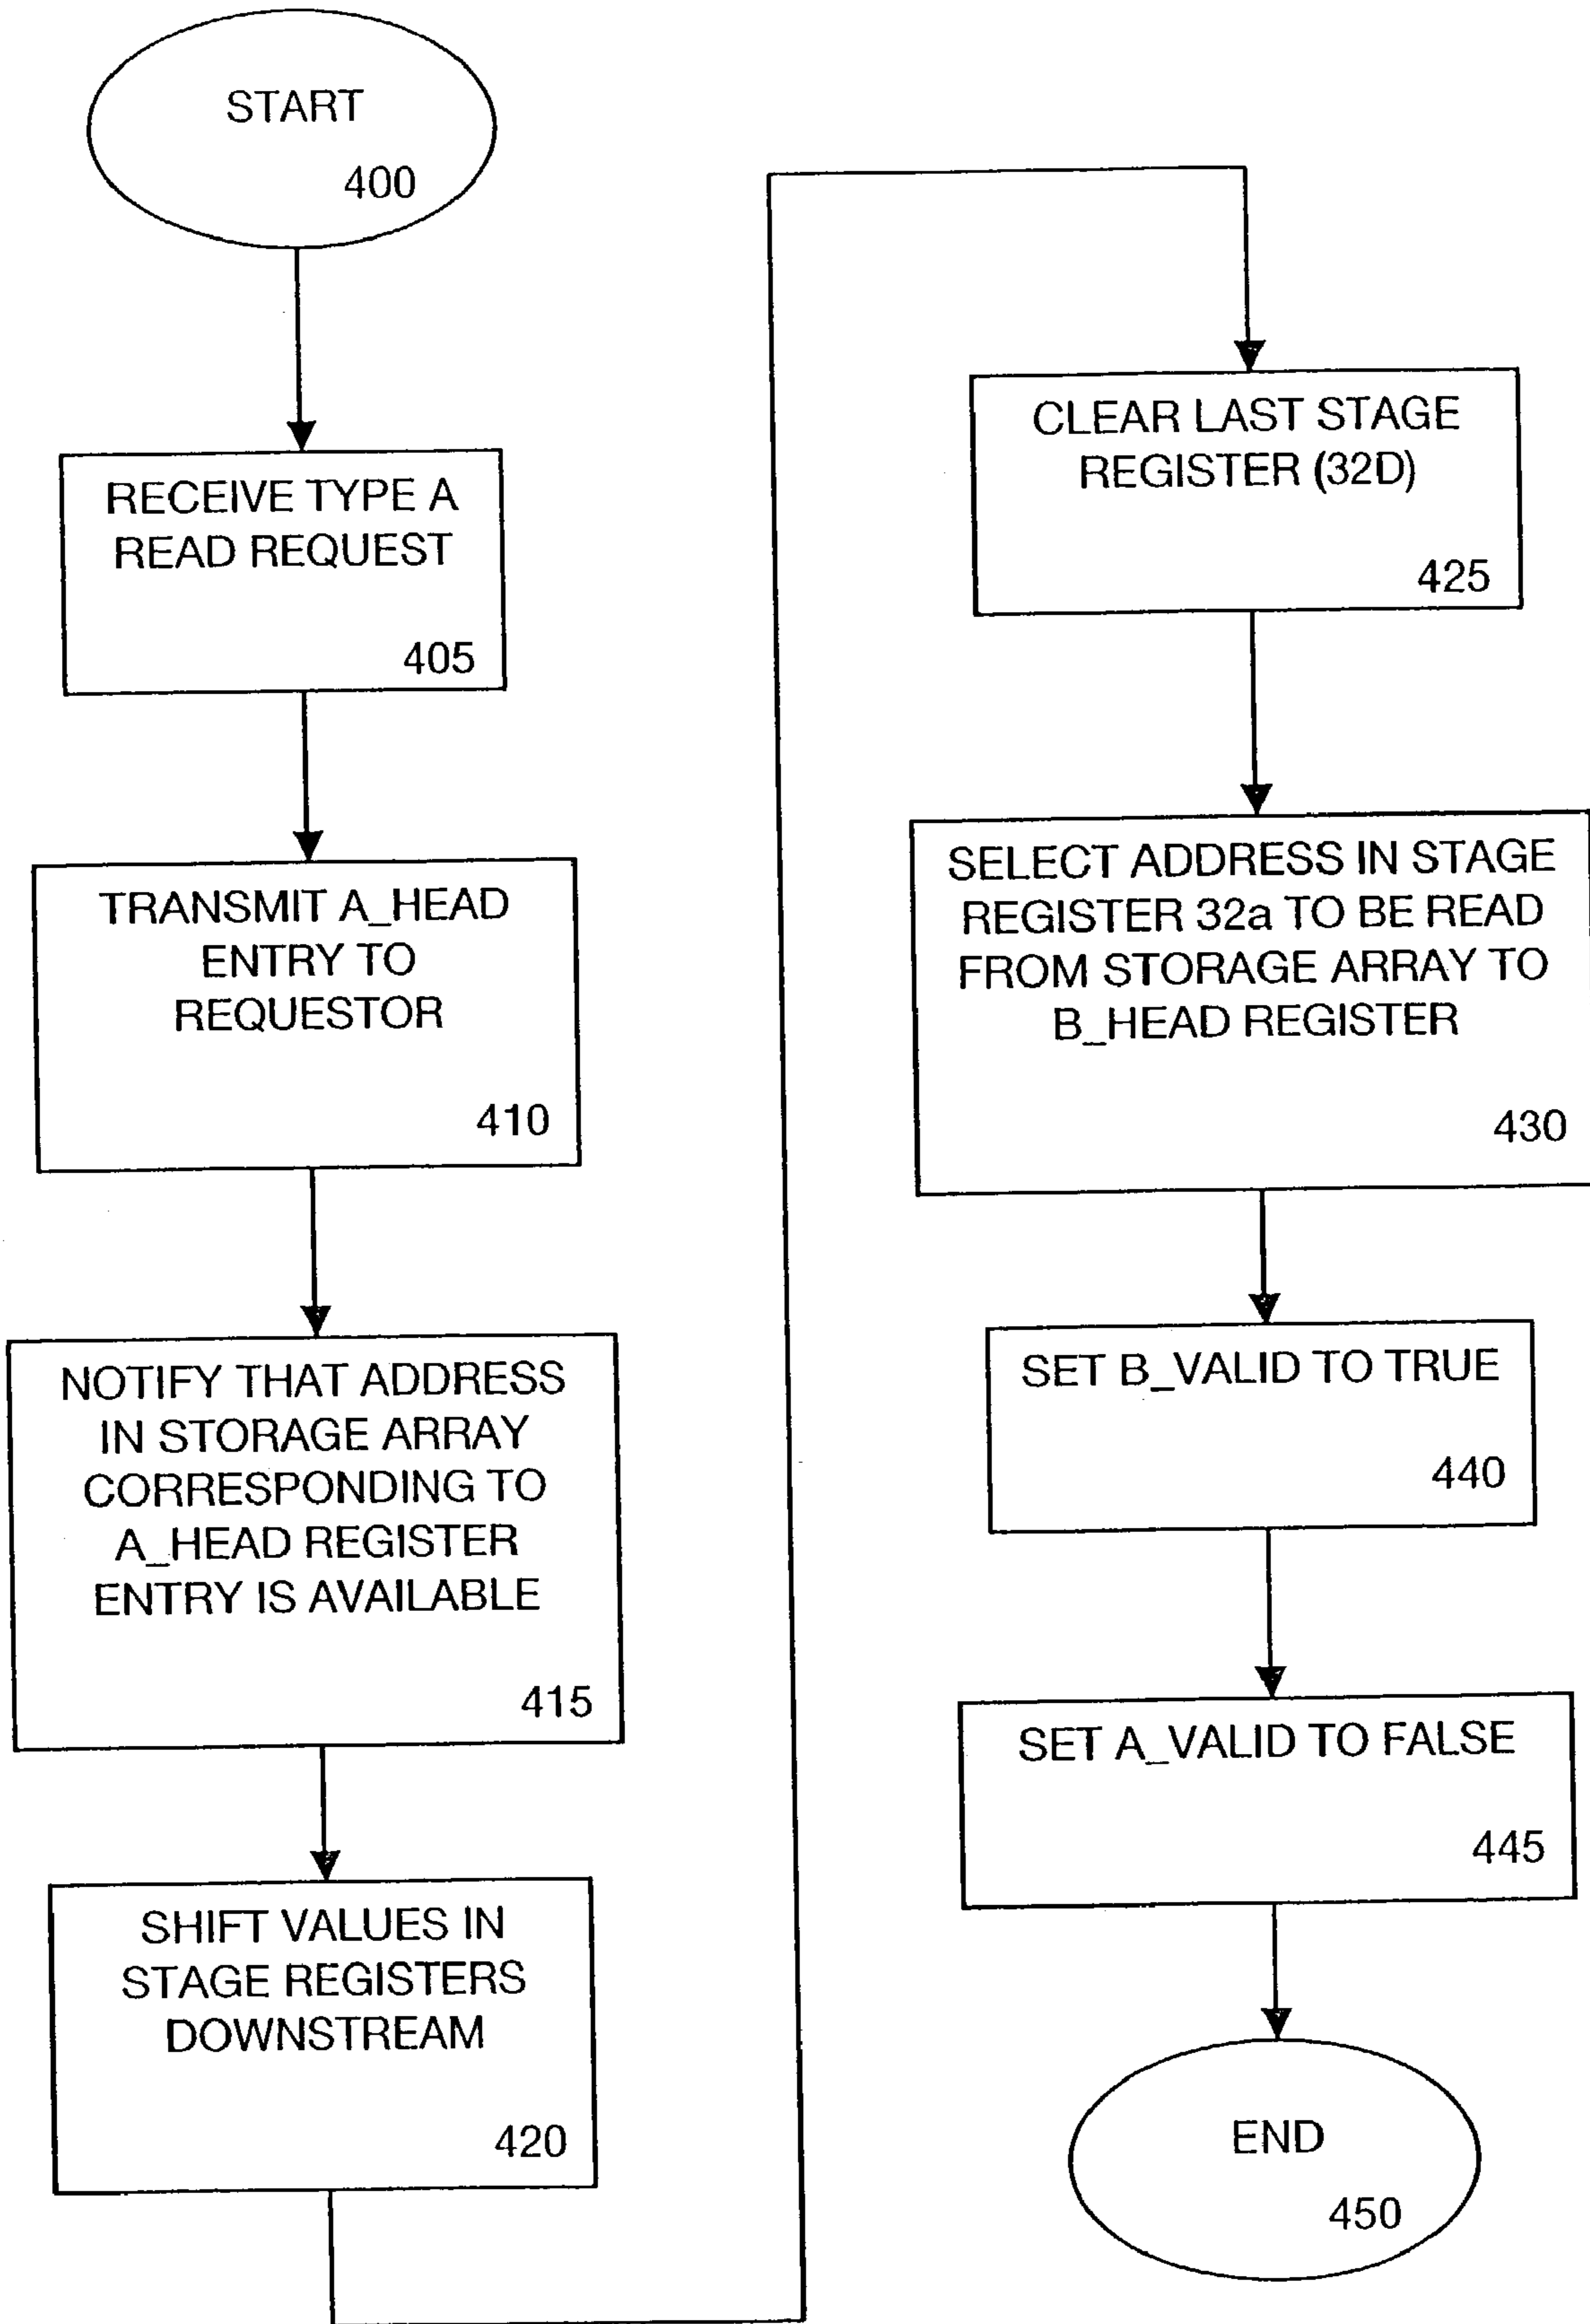 START
400
RECEIVE TYPE A
READ REQUEST
405
TRANSMIT A_HEAD
ENTRY TO
REQUESTOR
410
NOTIFY THAT ADDRESS
IN STORAGE ARRAY
CORRESPONDING TO
A_HEAD REGISTER
ENTRY IS AVAILABLE
415
SHIFT VALUES IN
STAGE REGISTERS
DOWNSTREAM
420
CLEAR LAST STAGE
REGISTER (32D)
425
SELECT ADDRESS IN STAGE
REGISTER 32a TO BE READ
FROM STORAGE ARRAY TO
B_HEAD REGISTER
430
SET B_VALID TO TRUE
440
SET A_VALID TO FALSE
445
END
450